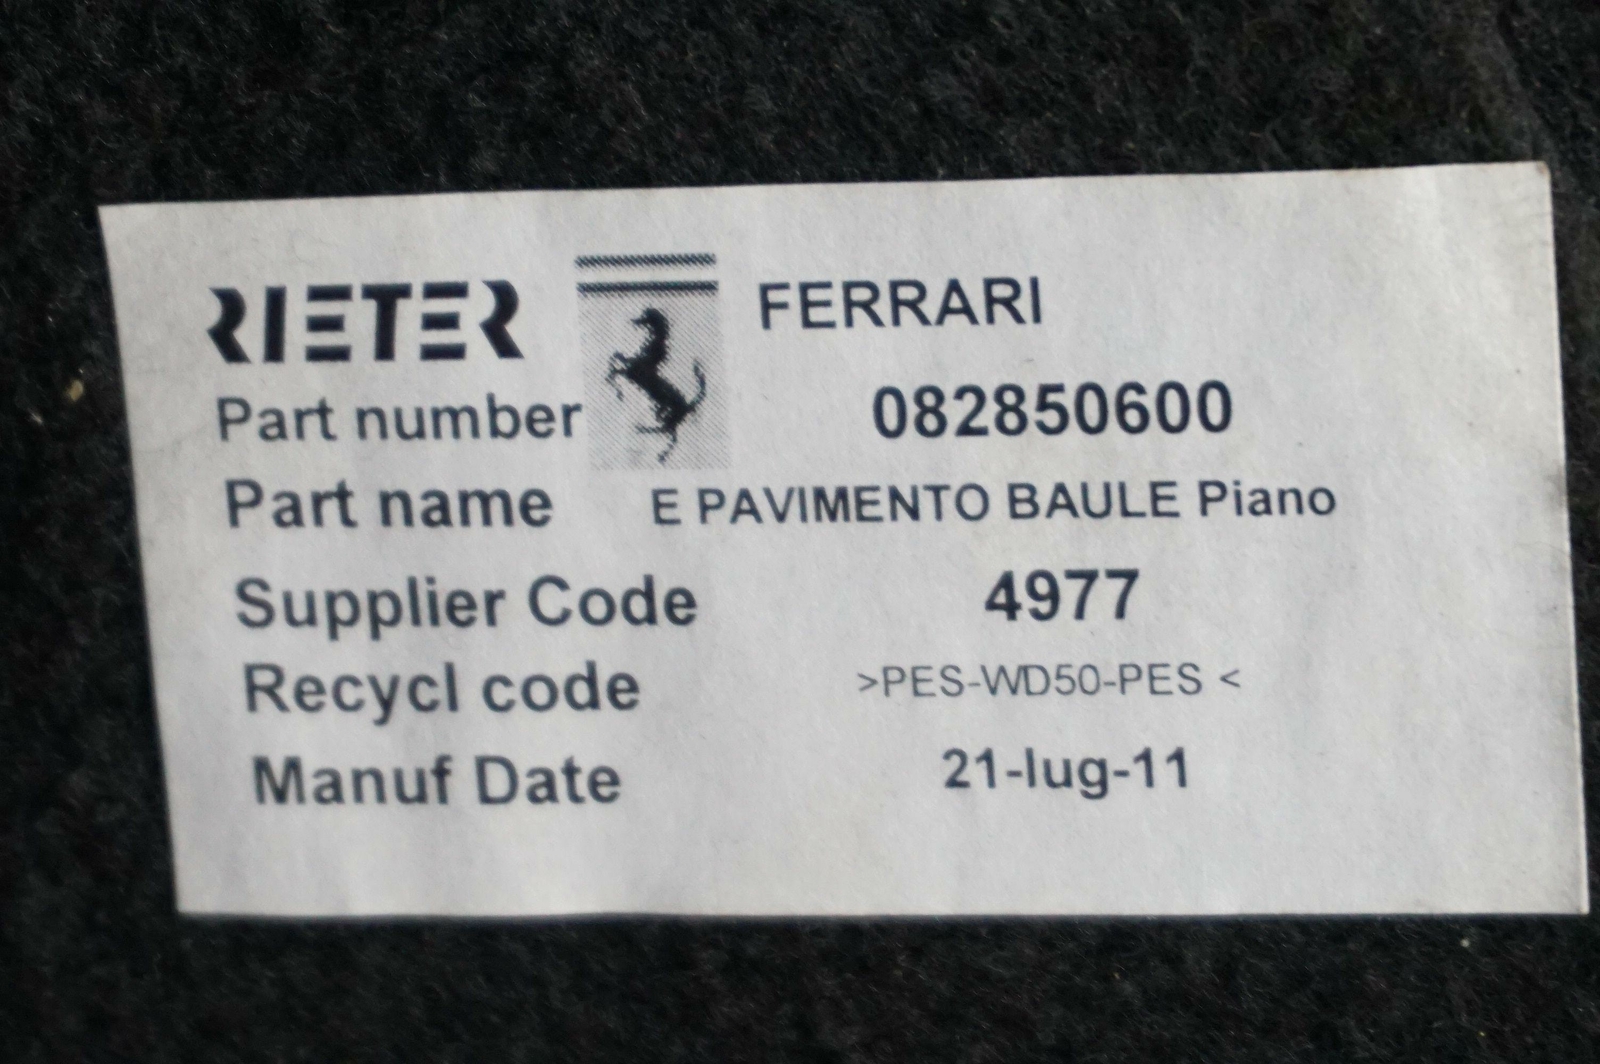 RIETER FERRARI
Part number 082850600
Part name E PAVIMENTO BAULE Piano
Supplier Code 4977
Recycl code >PES-WD50-PES <
Manuf Date 21-lug-11